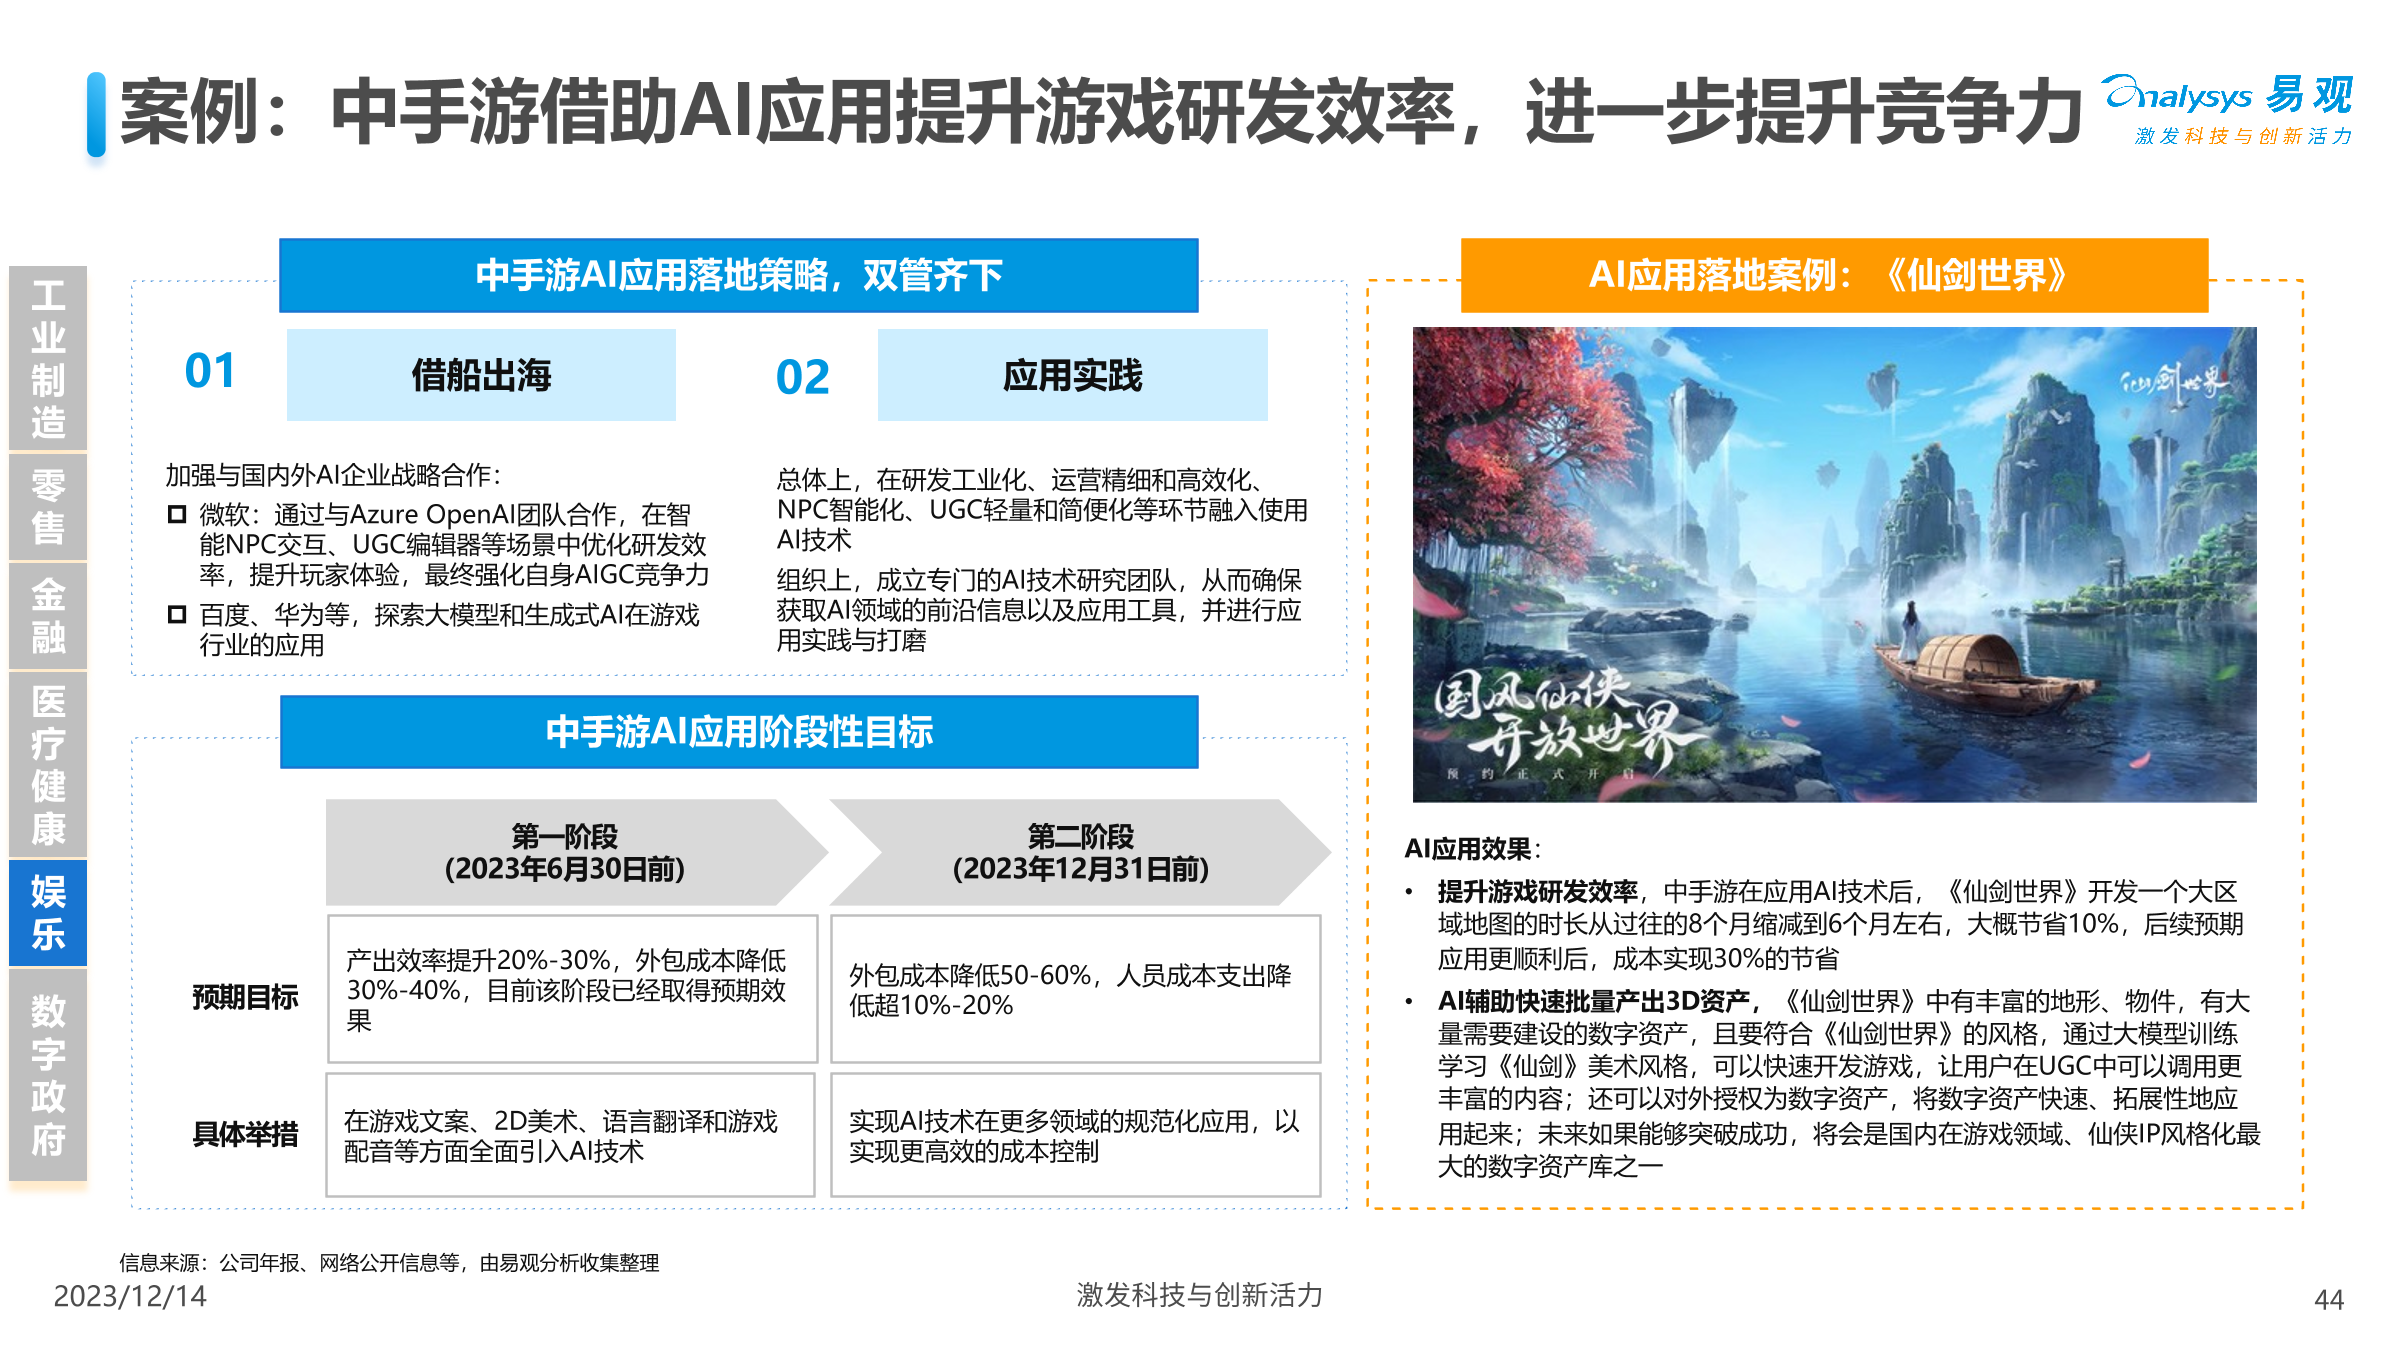 案例：中手游借助AI应用提升游戏研发效率，进一步提升竞争力
analysys 易观
激发科技与创新活力
工业制造
零售
金融
医疗健康
娱乐
数字政府
中手游AI应用落地策略，双管齐下
01
借船出海
02
应用实践
加强与国内外AI企业战略合作：
微软：通过与Azure OpenAI团队合作，在智
能NPC交互、UGC编辑器等场景中优化研发效
率，提升玩家体验，最终强化自身AIGC竞争力
百度、华为等，探索大模型和生成式AI在游戏
行业的应用
总体上，在研发工业化、运营精细和高效化、
NPC智能化、UGC轻量和简便化等环节融入使用
AI技术
组织上，成立专门的AI技术研究团队，从而确保
获取AI领域的前沿信息以及应用工具，并进行应
用实践与打磨
中手游AI应用阶段性目标
第一阶段
(2023年6月30日前)
第二阶段
(2023年12月31日前)
预期目标
产出效率提升20%-30%，外包成本降低
30%-40%，目前该阶段已经取得预期效
果
外包成本降低50-60%，人员成本支出降
低超10%-20%
具体举措
在游戏文案、2D美术、语言翻译和游戏
配音等方面全面引入AI技术
实现AI技术在更多领域的规范化应用，以
实现更高效的成本控制
AI应用落地案例：《仙剑世界》
仙剑世界
国风仙侠
开放世界
预约正式开启
AI应用效果：
• 提升游戏研发效率，中手游在应用AI技术后，《仙剑世界》开发一个大区
域地图的时长从过往的8个月缩减到6个月左右，大概节省10%，后续预期
应用更顺利后，成本实现30%的节省
• AI辅助快速批量产出3D资产，《仙剑世界》中有丰富的地形、物件，有大
量需要建设的数字资产，且要符合《仙剑世界》的风格，通过大模型训练
学习《仙剑》美术风格，可以快速开发游戏，让用户在UGC中可以调用更
丰富的内容；还可以对外授权为数字资产，将数字资产快速、拓展性地应
用起来；未来如果能够突破成功，将会是国内在游戏领域、仙侠IP风格化最
大的数字资产库之一
信息来源：公司年报、网络公开信息等，由易观分析收集整理
2023/12/14
激发科技与创新活力
44